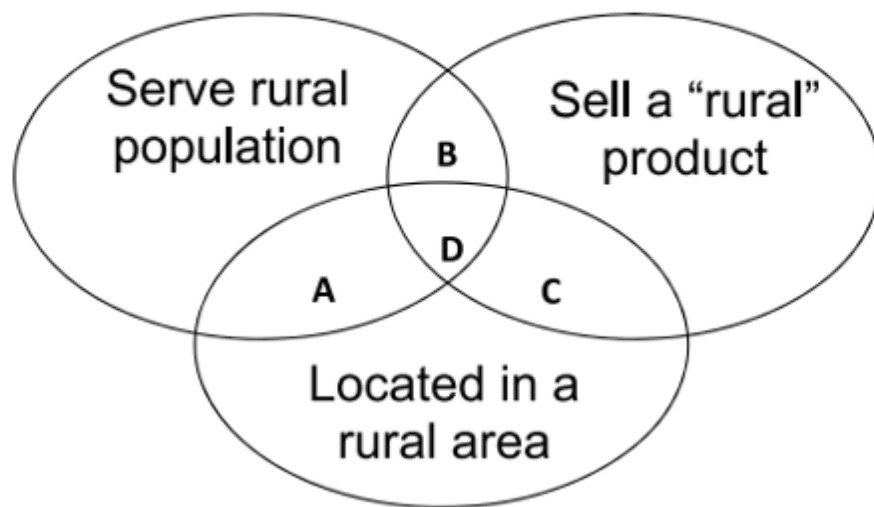 Serve rural
population
Sell a “rural”
product
B
D
A
C
Located in a
rural area